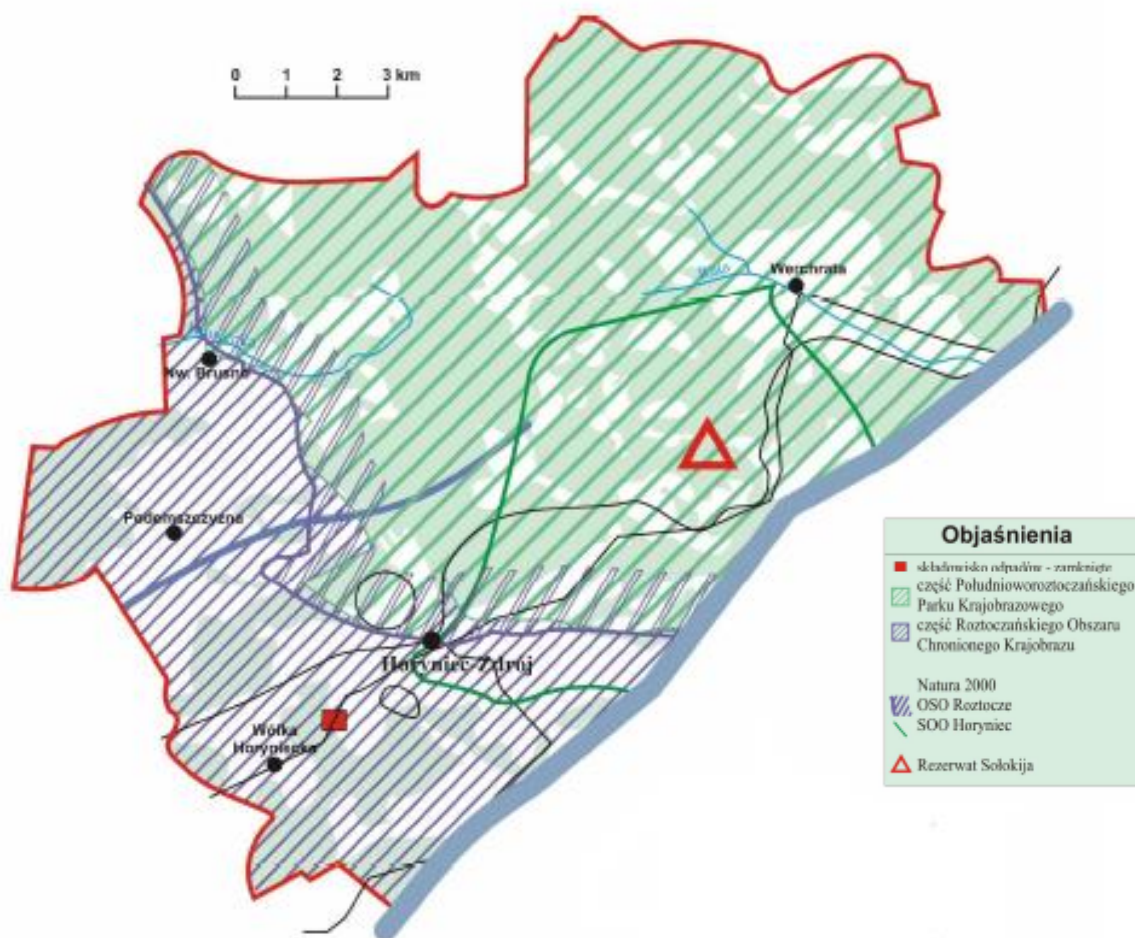 0 1 2 3 km
Werchrata
Nw. Brusno
Podemszczyzna
Horyniec-Zdrój
Wólka
Horyniecka
Objaśnienia
składowisko odpadów - zamknięte
część Południoworoztoczańskiego
Parku Krajobrazowego
część Roztoczańskiego Obszaru
Chronionego Krajobrazu
Natura 2000
OSO Roztocze
SOO Horyniec
Rezerwat Sołokija